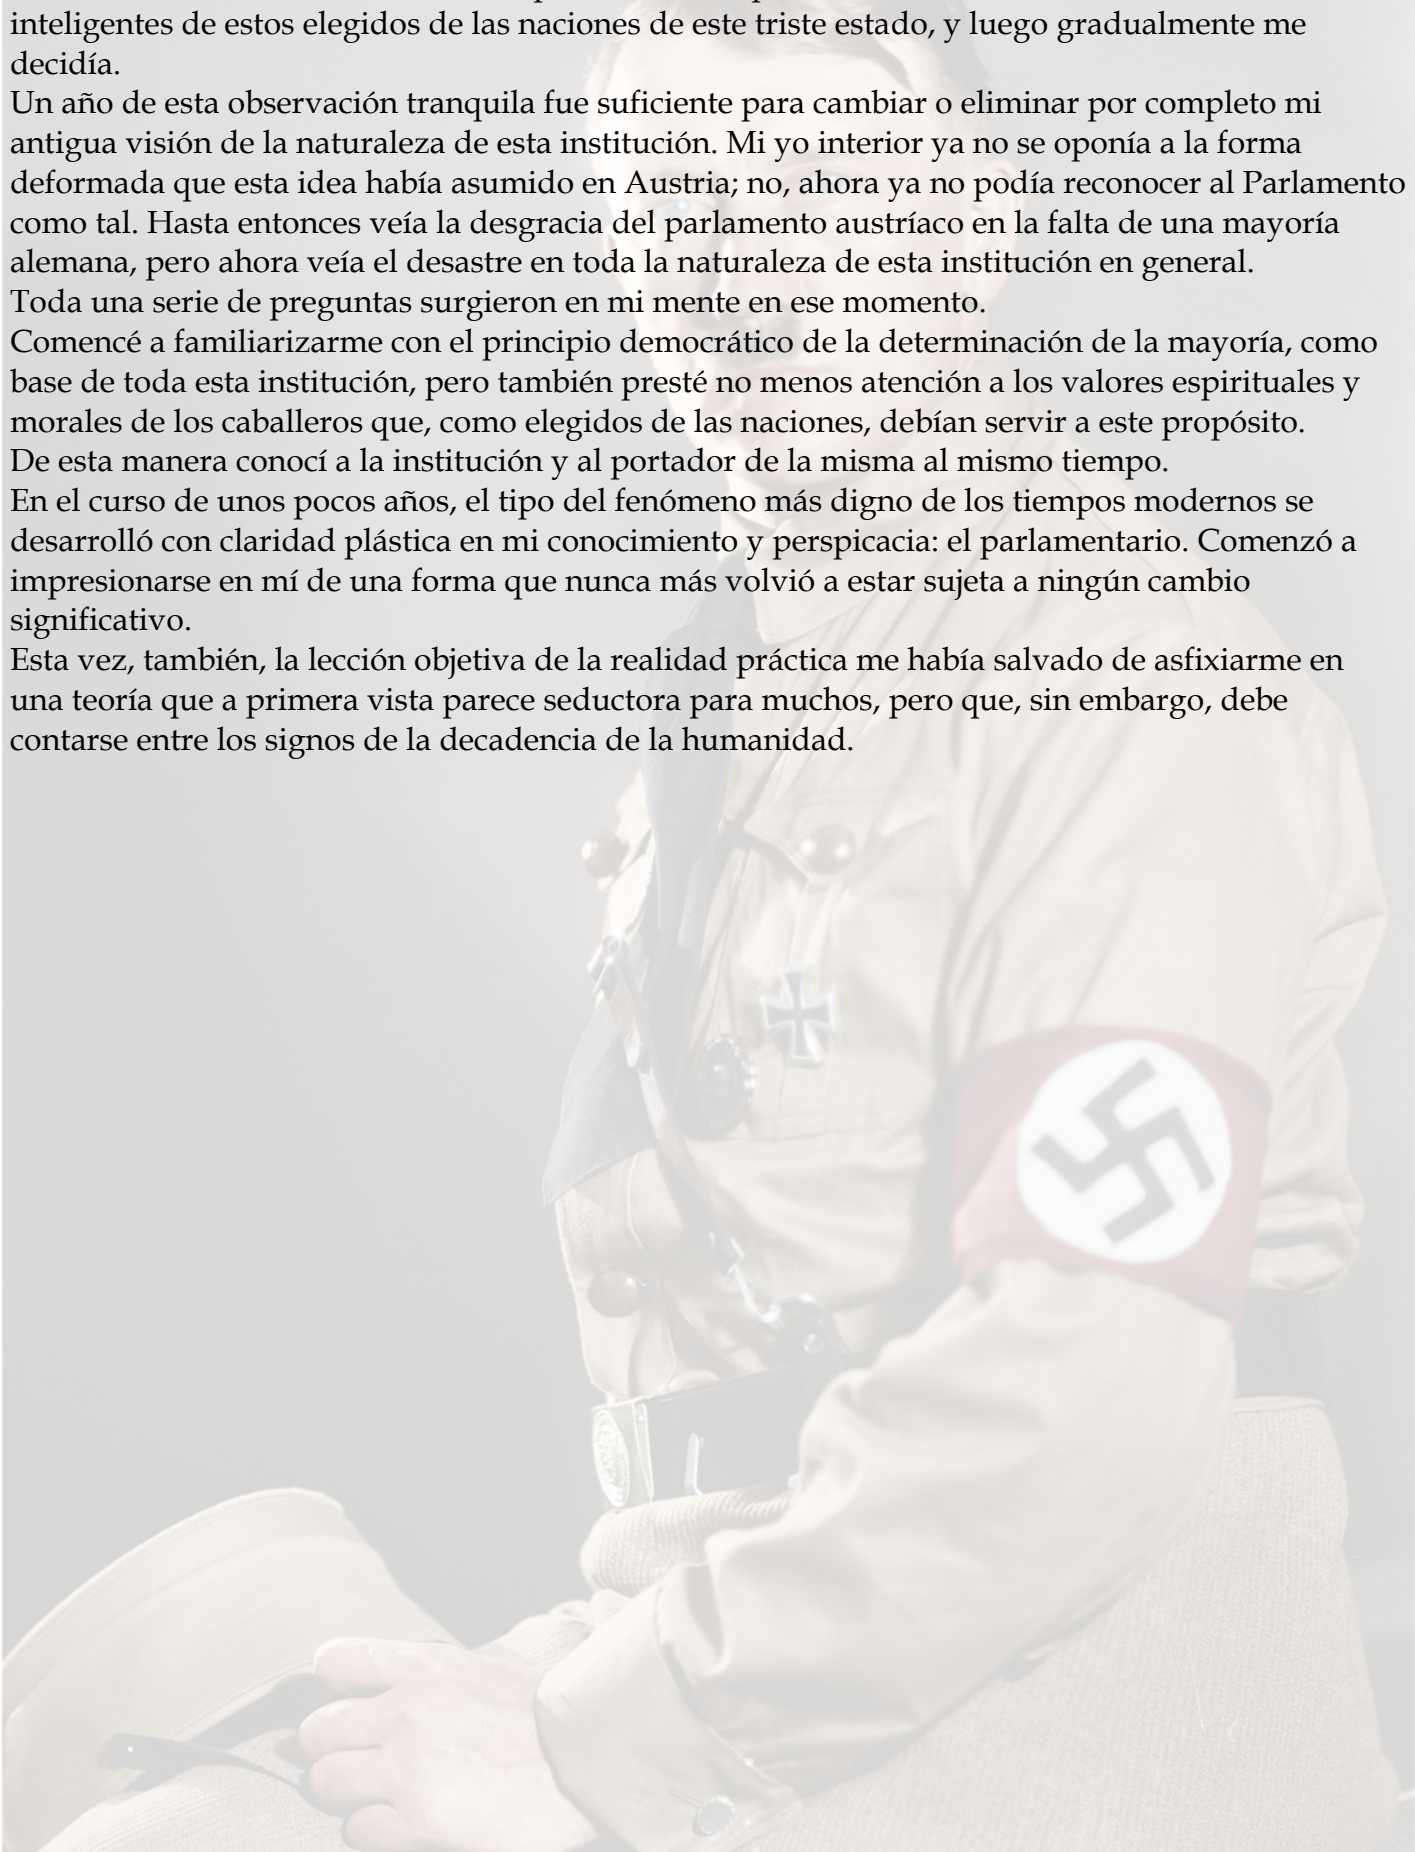 inteligentes de estos elegidos de las naciones de este triste estado, y luego gradualmente me
decidía.
Un año de esta observación tranquila fue suficiente para cambiar o eliminar por completo mi
antigua visión de la naturaleza de esta institución. Mi yo interior ya no se oponía a la forma
deformada que esta idea había asumido en Austria; no, ahora ya no podía reconocer al Parlamento
como tal. Hasta entonces veía la desgracia del parlamento austríaco en la falta de una mayoría
alemana, pero ahora veía el desastre en toda la naturaleza de esta institución en general.
Toda una serie de preguntas surgieron en mi mente en ese momento.
Comencé a familiarizarme con el principio democrático de la determinación de la mayoría, como
base de toda esta institución, pero también presté no menos atención a los valores espirituales y
morales de los caballeros que, como elegidos de las naciones, debían servir a este propósito.
De esta manera conocí a la institución y al portador de la misma al mismo tiempo.
En el curso de unos pocos años, el tipo del fenómeno más digno de los tiempos modernos se
desarrolló con claridad plástica en mi conocimiento y perspicacia: el parlamentario. Comenzó a
impresionarse en mí de una forma que nunca más volvió a estar sujeta a ningún cambio
significativo.
Esta vez, también, la lección objetiva de la realidad práctica me había salvado de asfixiarme en
una teoría que a primera vista parece seductora para muchos, pero que, sin embargo, debe
contarse entre los signos de la decadencia de la humanidad.